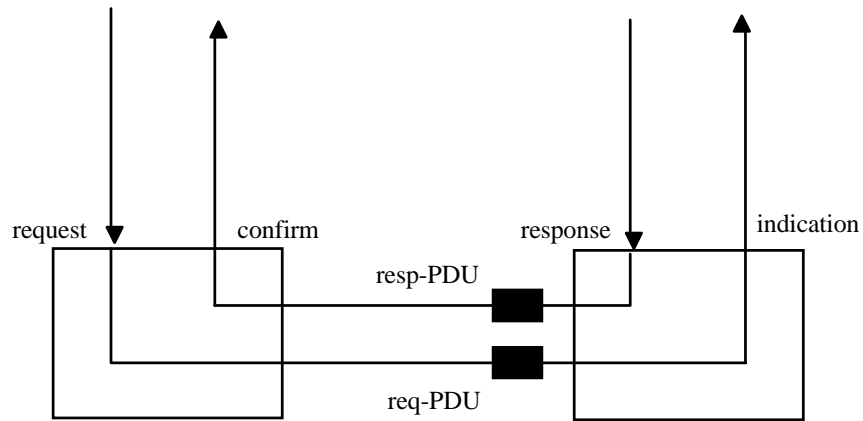 request
confirm
response
indication
resp-PDU
req-PDU